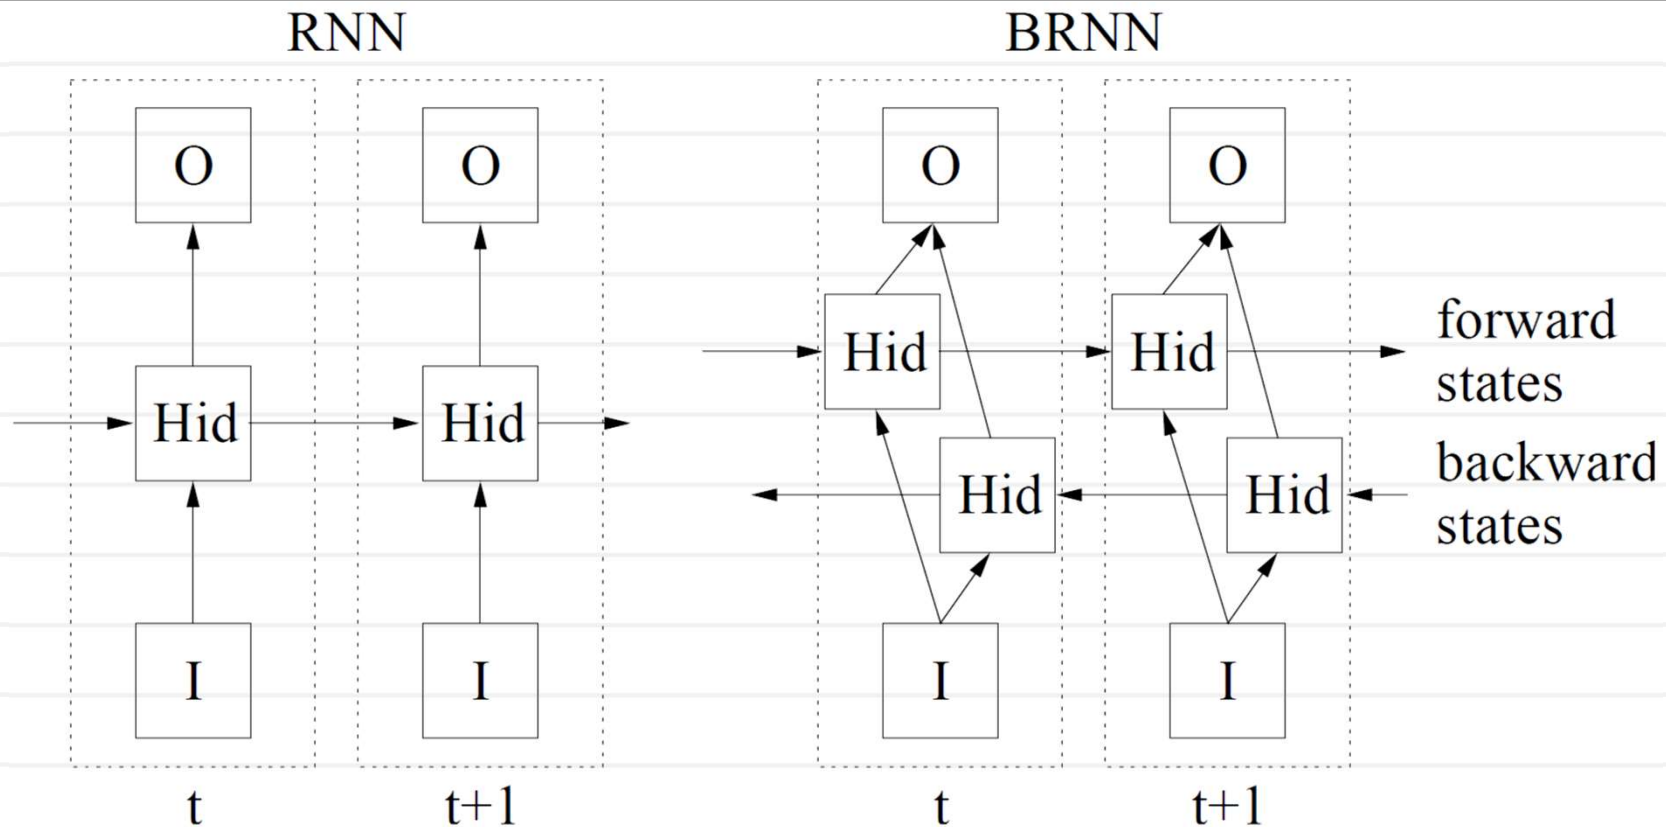 RNN
O O
Hid Hid
I I
t t+1
BRNN
O O
Hid Hid
forward
states
Hid Hid
backward
states
I I
t t+1